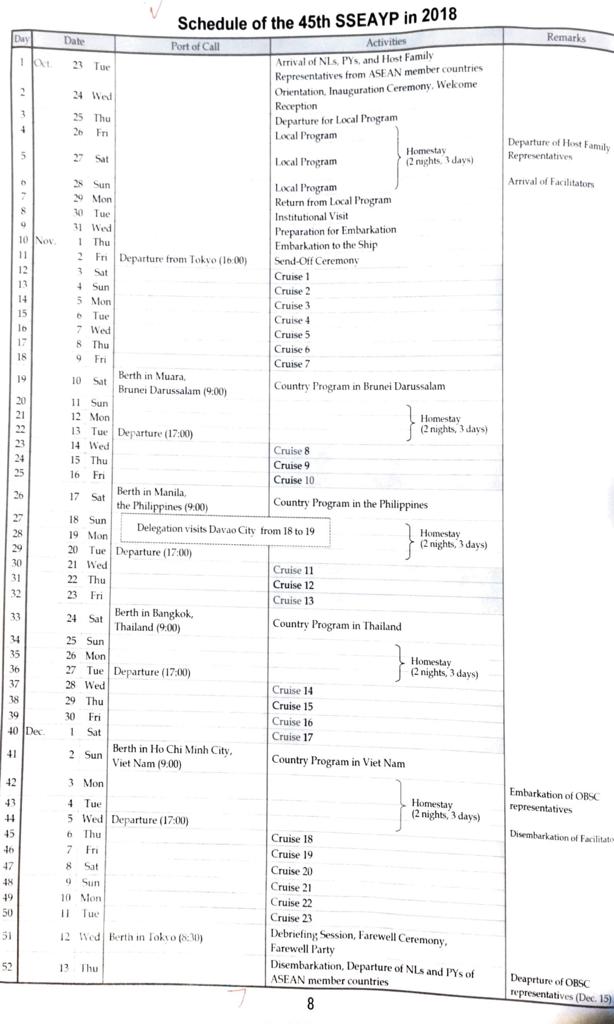 Schedule of the 45th SSEAYP in 2018
Day Date Port of Call Activities Remarks
1 Oct. 23 Tue Arrival of NLs, PYs, and Host Family
Representatives from ASEAN member countries
2 24 Wed Orientation, Inauguration Ceremony, Welcome
Reception
3 25 Thu Departure for Local Program
4 26 Fri Local Program
Homestay
(2 nights, 3 days)
Departure of Host Family
Representatives
5 27 Sat Local Program
6 28 Sun Local Program Arrival of Facilitators
7 29 Mon Return from Local Program
8 30 Tue Institutional Visit
9 31 Wed Preparation for Embarkation
10 Nov. 1 Thu Embarkation to the Ship
11 2 Fri Departure from Tokyo (16:00) Send-Off Ceremony
12 3 Sat Cruise 1
13 4 Sun Cruise 2
14 5 Mon Cruise 3
15 6 Tue Cruise 4
16 7 Wed Cruise 5
17 8 Thu Cruise 6
18 9 Fri Cruise 7
19 10 Sat Berth in Muara,
Brunei Darussalam (9:00) Country Program in Brunei Darussalam
20 11 Sun
21 12 Mon Homestay
(2 nights, 3 days)
22 13 Tue Departure (17:00)
23 14 Wed Cruise 8
24 15 Thu Cruise 9
25 16 Fri Cruise 10
26 17 Sat Berth in Manila,
the Philippines (9:00) Country Program in the Philippines
27 18 Sun Delegation visits Davao City from 18 to 19
28 19 Mon Homestay
(2 nights, 3 days)
29 20 Tue Departure (17:00)
30 21 Wed Cruise 11
31 22 Thu Cruise 12
32 23 Fri Cruise 13
33 24 Sat Berth in Bangkok,
Thailand (9:00) Country Program in Thailand
34 25 Sun
35 26 Mon Homestay
(2 nights, 3 days)
36 27 Tue Departure (17:00)
37 28 Wed Cruise 14
38 29 Thu Cruise 15
39 30 Fri Cruise 16
40 Dec. 1 Sat Cruise 17
41 2 Sun Berth in Ho Chi Minh City,
Viet Nam (9:00) Country Program in Viet Nam
42 3 Mon Embarkation of OBSC
representatives
43 4 Tue Homestay
(2 nights, 3 days)
44 5 Wed Departure (17:00)
45 6 Thu Cruise 18 Disembarkation of Facilitato
46 7 Fri Cruise 19
47 8 Sat Cruise 20
48 9 Sun Cruise 21
49 10 Mon Cruise 22
50 11 Tue Cruise 23
51 12 Wed Berth in Tokyo (8:30) Debriefing Session, Farewell Ceremony,
Farewell Party
52 13 Thu Disembarkation, Departure of NLs and PYs of
ASEAN member countries
Deaprture of OBSC
representatives (Dec. 15)
8